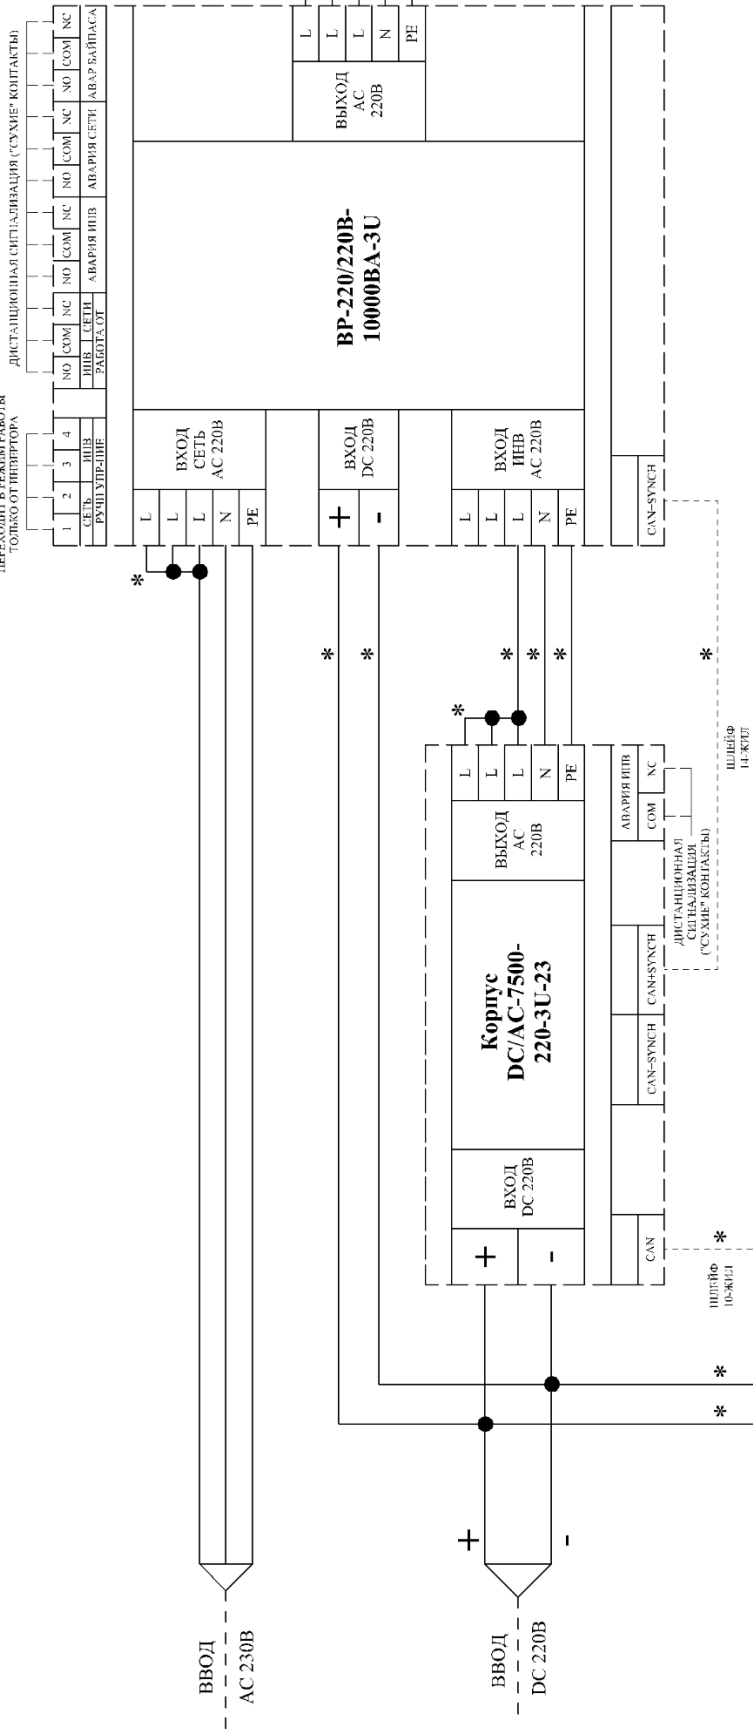 ДИСТАНЦИОННАЯ СИГНАЛИЗАЦИЯ ("СУХИЕ" КОНТАКТЫ)
ПЕРЕХОДИТ В РЕЖИМ РАБОТЫ
ТОЛЬКО ОТ ИНВЕРТОРА
1 2 3 4
СЕТЬ ИНВ
РУЧН УПР-НИЕ
NO COM NC NO COM NC NO COM NC NO COM NC
ИНВ СЕТИ
РАБОТА ОТ
АВАРИЯ ИНВ
АВАРИЯ СЕТИ
АВАР БАЙПАСА
L
L
L
N
PE
ВЫХОД
AC
220В
ВР-220/220В-
10000ВА-3U
ВХОД
СЕТЬ
AC 220В
L
L
L
N
PE
*
ВХОД
DC 220В
+
-
*
*
ВХОД
ИНВ
AC 220В
L
L
L
N
PE
*
*
*
CAN-SYNCH
*
ШЛЕЙФ
14-ЖИЛ
*
L
L
L
N
PE
ВЫХОД
AC
220В
Корпус
DC/AC-7500-
220-3U-23
ВХОД
DC 220В
+
-
АВАРИЯ ИНВ
COM NC
ДИСТАНЦИОННАЯ
СИГНАЛИЗАЦИЯ
("СУХИЕ" КОНТАКТЫ)
CAN+SYNCH
CAN-SYNCH
CAN
*
ШЛЕЙФ
10-ЖИЛ
*
*
ВВОД
AC 230В
+
-
ВВОД
DC 220В